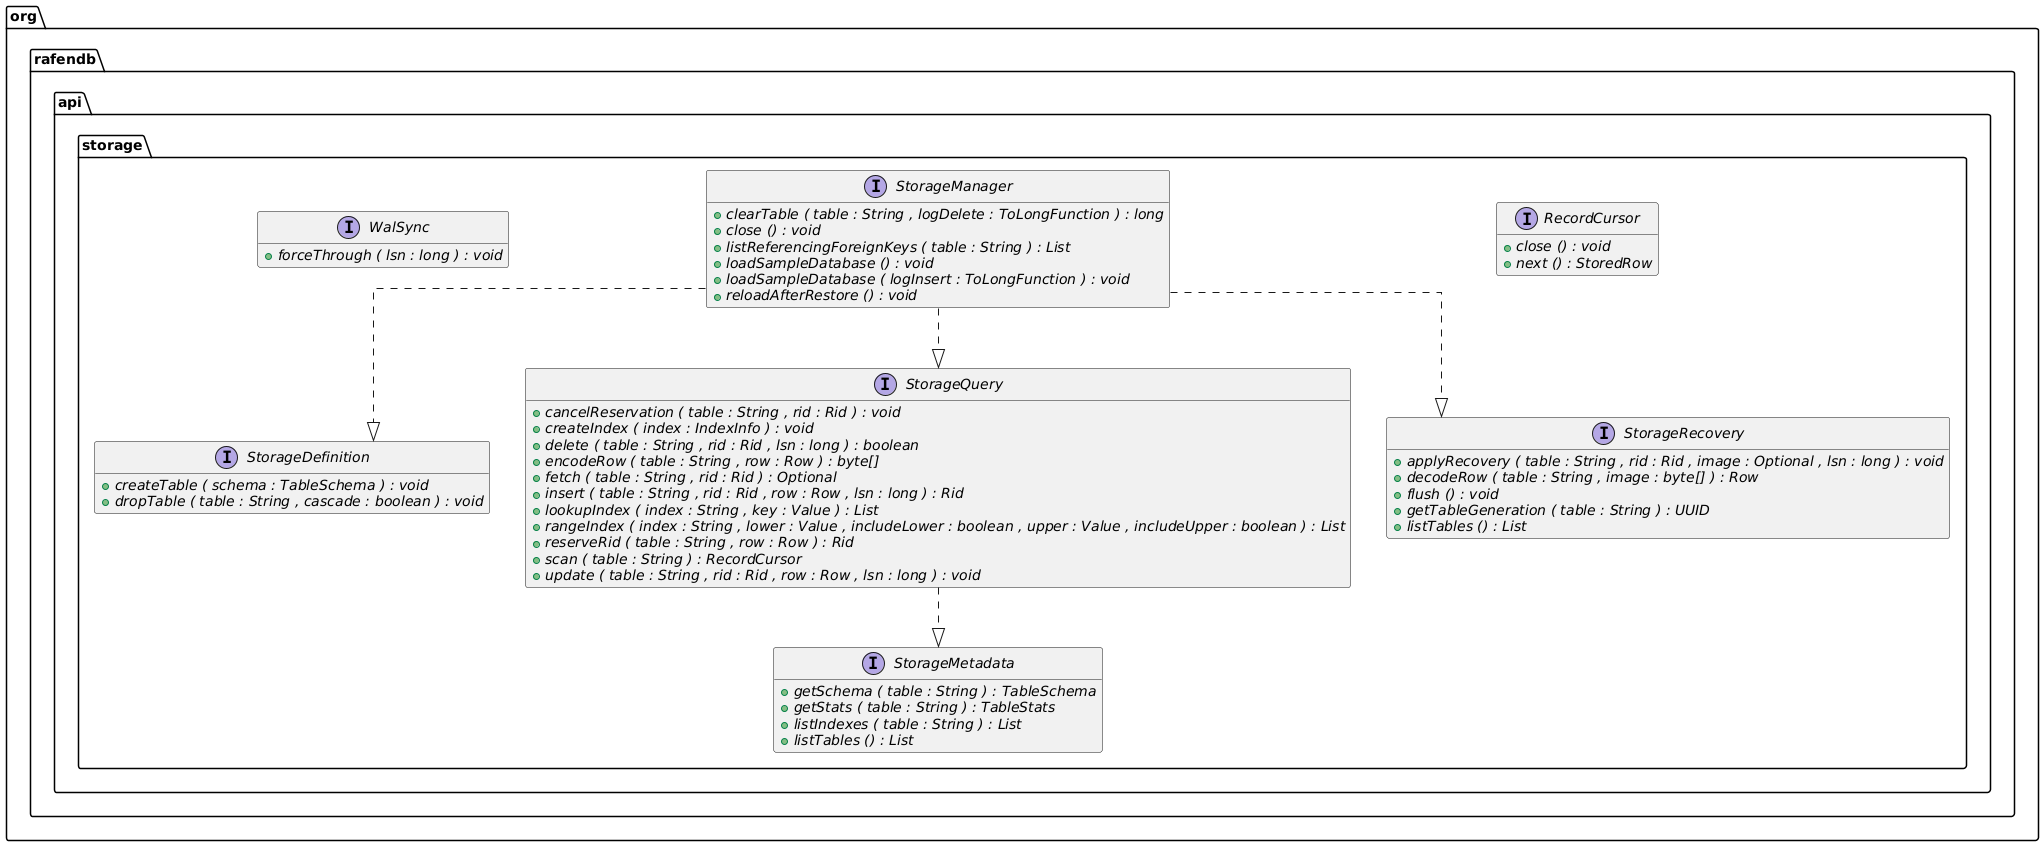 org
rafendb
api
storage
I WalSync
forceThrough ( lsn : long ) : void
I StorageManager
clearTable ( table : String , logDelete : ToLongFunction ) : long
close () : void
listReferencingForeignKeys ( table : String ) : List
loadSampleDatabase () : void
loadSampleDatabase ( logInsert : ToLongFunction ) : void
reloadAfterRestore () : void
I RecordCursor
close () : void
next () : StoredRow
I StorageDefinition
createTable ( schema : TableSchema ) : void
dropTable ( table : String , cascade : boolean ) : void
I StorageQuery
cancelReservation ( table : String , rid : Rid ) : void
createIndex ( index : IndexInfo ) : void
delete ( table : String , rid : Rid , lsn : long ) : boolean
encodeRow ( table : String , row : Row ) : byte[]
fetch ( table : String , rid : Rid ) : Optional
insert ( table : String , rid : Rid , row : Row , lsn : long ) : Rid
lookupIndex ( index : String , key : Value ) : List
rangeIndex ( index : String , lower : Value , includeLower : boolean , upper : Value , includeUpper : boolean ) : List
reserveRid ( table : String , row : Row ) : Rid
scan ( table : String ) : RecordCursor
update ( table : String , rid : Rid , row : Row , lsn : long ) : void
I StorageRecovery
applyRecovery ( table : String , rid : Rid , image : Optional , lsn : long ) : void
decodeRow ( table : String , image : byte[] ) : Row
flush () : void
getTableGeneration ( table : String ) : UUID
listTables () : List
I StorageMetadata
getSchema ( table : String ) : TableSchema
getStats ( table : String ) : TableStats
listIndexes ( table : String ) : List
listTables () : List